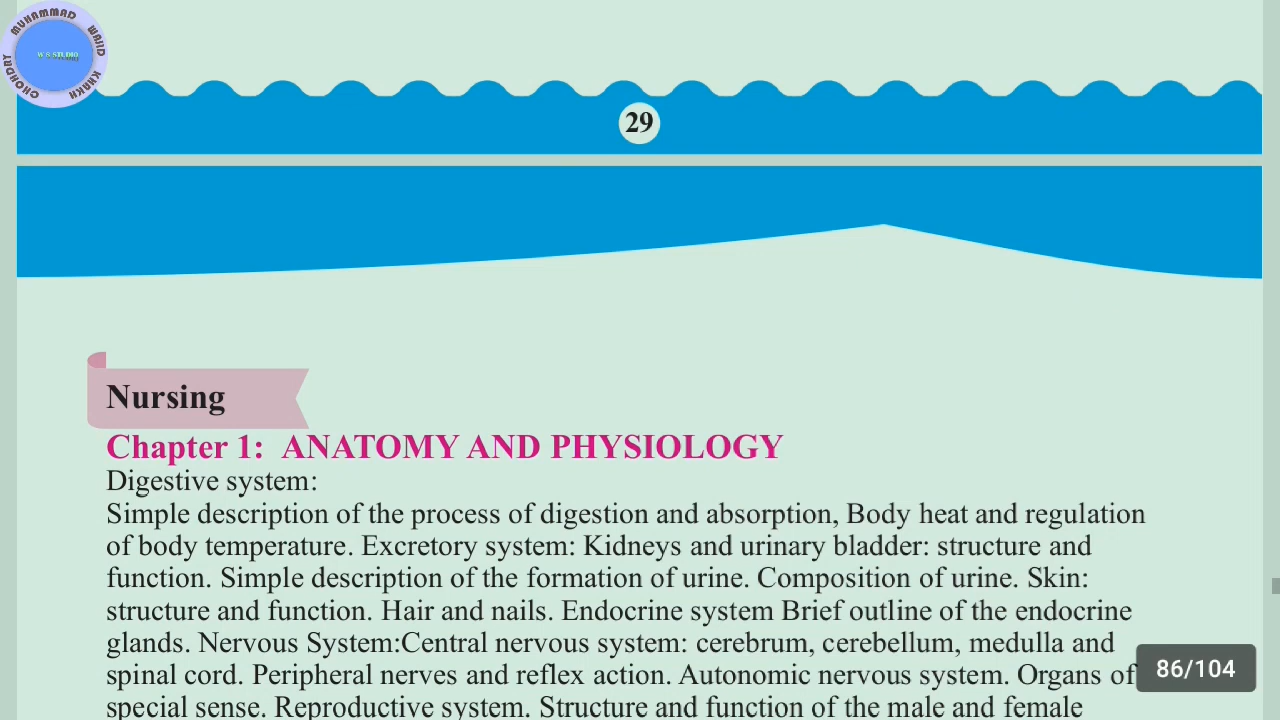 MUHAMMAD WAJID KHAKH CHOHDRY
W S STUDIO
29
Nursing
Chapter 1: ANATOMY AND PHYSIOLOGY
Digestive system:
Simple description of the process of digestion and absorption, Body heat and regulation
of body temperature. Excretory system: Kidneys and urinary bladder: structure and
function. Simple description of the formation of urine. Composition of urine. Skin:
structure and function. Hair and nails. Endocrine system Brief outline of the endocrine
glands. Nervous System:Central nervous system: cerebrum, cerebellum, medulla and
spinal cord. Peripheral nerves and reflex action. Autonomic nervous system. Organs of
86/104
special sense. Reproductive system. Structure and function of the male and female